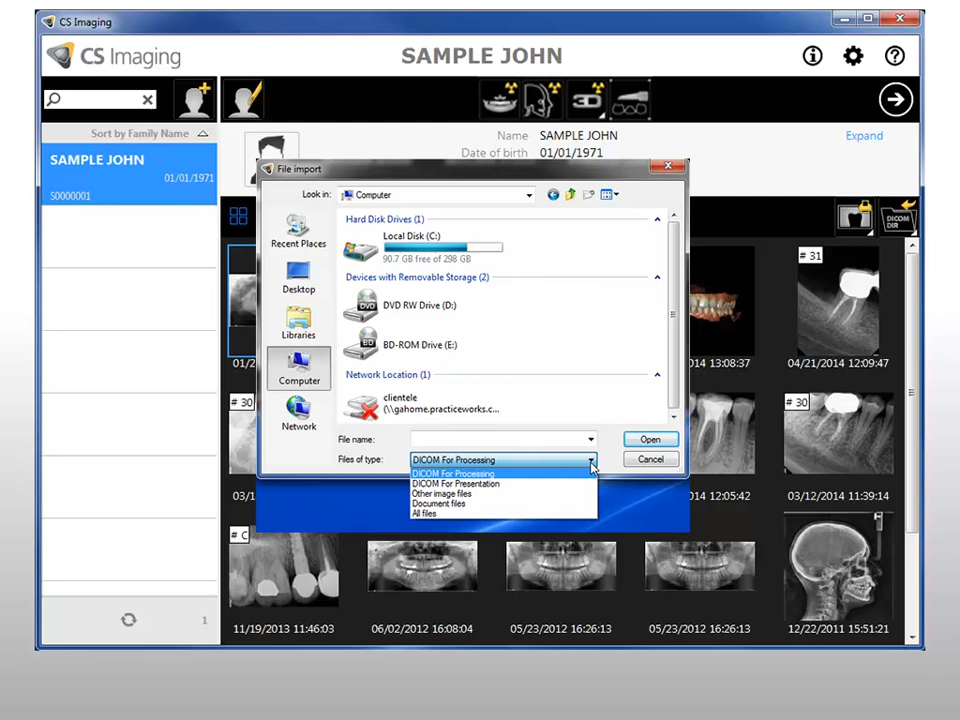 CS Imaging
CS Imaging
SAMPLE JOHN
Sort by Family Name
SAMPLE JOHN
01/01/1971
S0000001
1
Name SAMPLE JOHN
Date of birth 01/01/1971
Expand
DICOM DIR
File import
Look in: Computer
Recent Places
Desktop
Libraries
Computer
Network
Hard Disk Drives (1)
Local Disk (C:)
90.7 GB free of 298 GB
Devices with Removable Storage (2)
DVD RW Drive (D:)
BD-ROM Drive (E:)
Network Location (1)
clientele
(\\gahome.practiceworks.c...
File name:
Open
Files of type: DICOM For Processing
Cancel
DICOM For Processing
DICOM For Presentation
Other image files
Document files
All files
3D
# 31
01/2
14 13:08:37
04/21/2014 12:09:47
# 30
# 30
03/1
14 12:05:42
03/12/2014 11:39:14
# C
11/19/2013 11:46:03
06/02/2012 16:08:04
05/23/2012 16:26:13
05/23/2012 16:26:13
12/22/2011 15:51:21